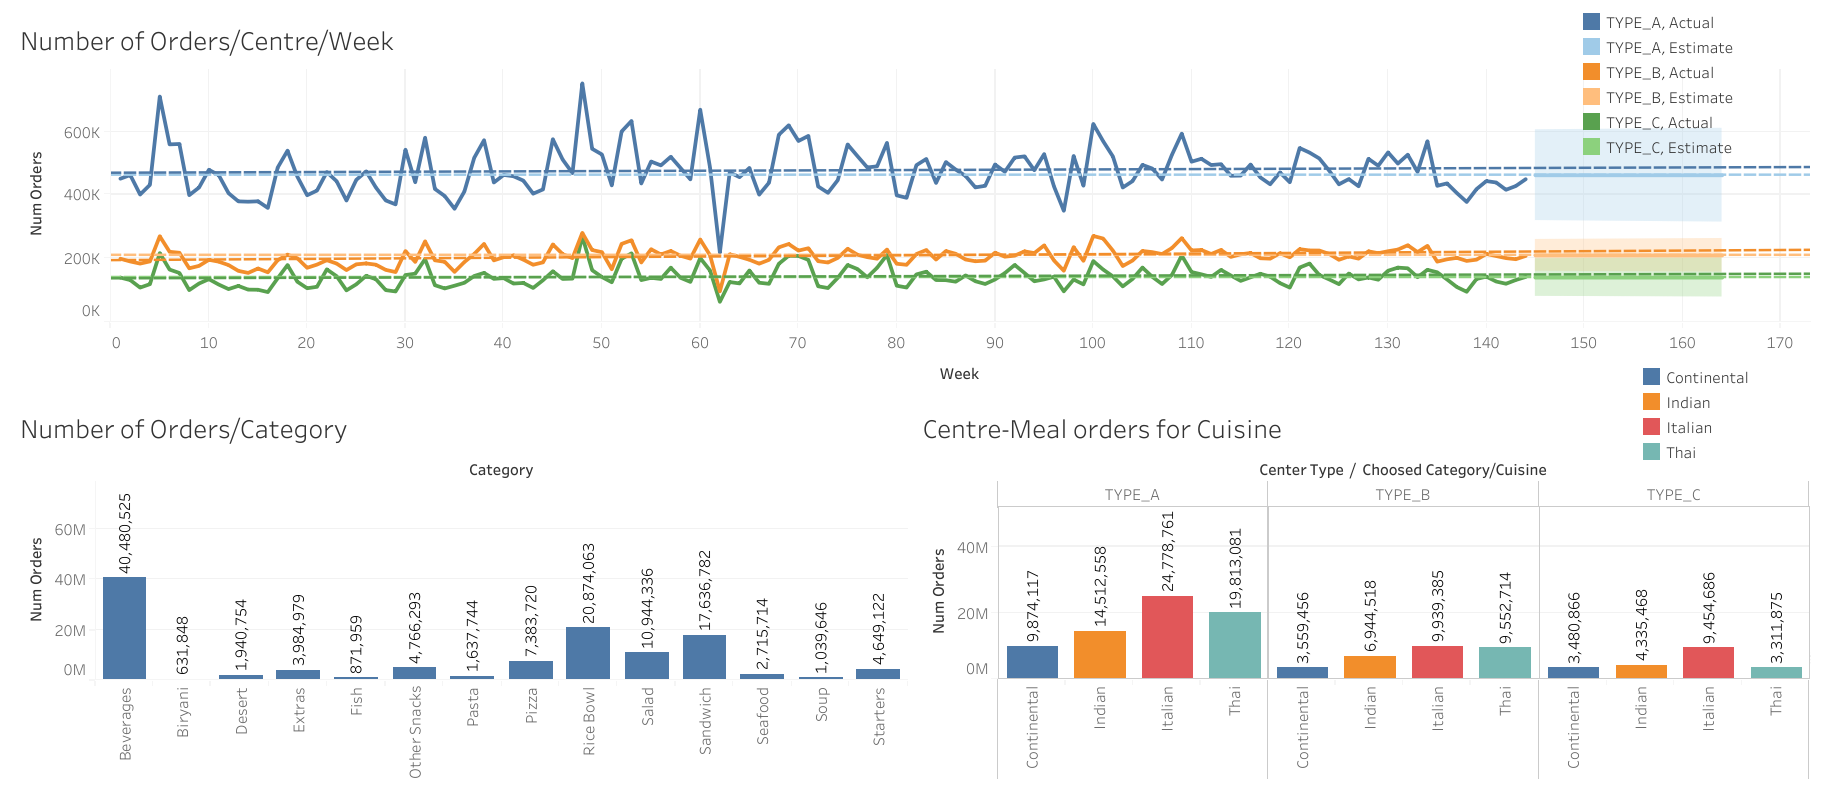 Number of Orders/Centre/Week
TYPE_A, Actual
TYPE_A, Estimate
TYPE_B, Actual
TYPE_B, Estimate
TYPE_C, Actual
TYPE_C, Estimate
Num Orders
600K
400K
200K
0K
0 10 20 30 40 50 60 70 80 90 100 110 120 130 140 150 160 170
Week
Continental
Indian
Italian
Thai
Number of Orders/Category
Category
Num Orders
60M
40M
20M
0M
40,480,525
631,848
1,940,754
3,984,979
871,959
4,766,293
1,637,744
7,383,720
20,874,063
10,944,336
17,636,782
2,715,714
1,039,646
4,649,122
Beverages
Biryani
Desert
Extras
Fish
Other Snacks
Pasta
Pizza
Rice Bowl
Salad
Sandwich
Seafood
Soup
Starters
Centre-Meal orders for Cuisine
Center Type / Choosed Category/Cuisine
TYPE_A TYPE_B TYPE_C
Num Orders
40M
20M
0M
9,874,117
14,512,558
24,778,761
19,813,081
3,559,456
6,944,518
9,939,385
9,552,714
3,480,866
4,335,468
9,454,686
3,311,875
Continental
Indian
Italian
Thai
Continental
Indian
Italian
Thai
Continental
Indian
Italian
Thai